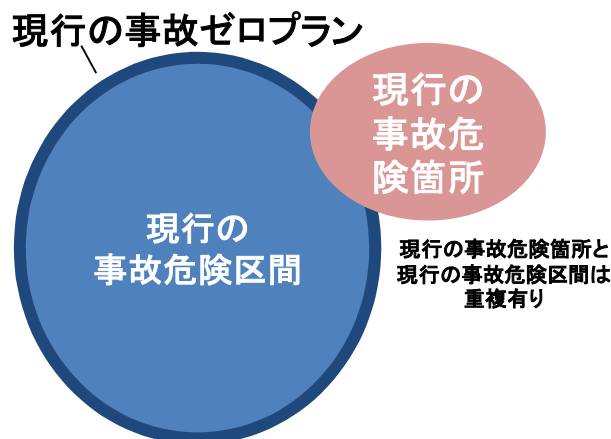 現行の事故ゼロプラン
現行の
事故危
険箇所
現行の
事故危険区間
現行の事故危険箇所と
現行の事故危険区間は
重複有り